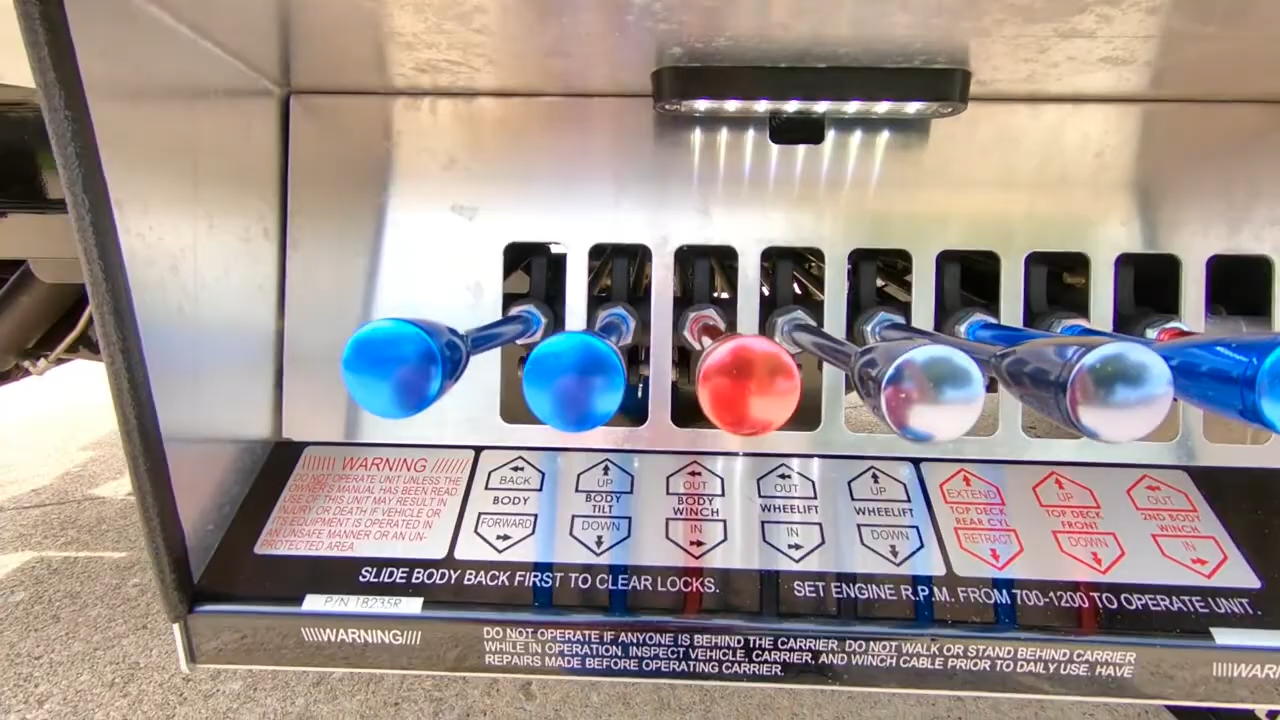 |||||| WARNING |||||||
DO NOT OPERATE UNIT UNLESS THE
OWNER'S MANUAL HAS BEEN READ.
USE OF THIS UNIT MAY RESULT IN
INJURY OR DEATH IF VEHICLE OR
ITS EQUIPMENT IS OPERATED IN
AN UNSAFE MANNER OR AN UN-
PROTECTED AREA
BACK
BODY
FORWARD
UP
BODY
TILT
DOWN
OUT
BODY
WINCH
IN
OUT
WHEELIFT
IN
UP
WHEELIFT
DOWN
EXTEND
TOP DECK
REAR CYL
RETRACT
UP
TOP DECK
FRONT
DOWN
OUT
2ND BODY
WINCH
IN
SLIDE BODY BACK FIRST TO CLEAR LOCKS.
SET ENGINE R.P.M. FROM 700-1200 TO OPERATE UNIT.
P/N 18235R
||||WARNING||||
DO NOT OPERATE IF ANYONE IS BEHIND THE CARRIER. DO NOT WALK OR STAND BEHIND CARRIER
WHILE IN OPERATION. INSPECT VEHICLE, CARRIER, AND WINCH CABLE PRIOR TO DAILY USE. HAVE
REPAIRS MADE BEFORE OPERATING CARRIER.
||||WAR